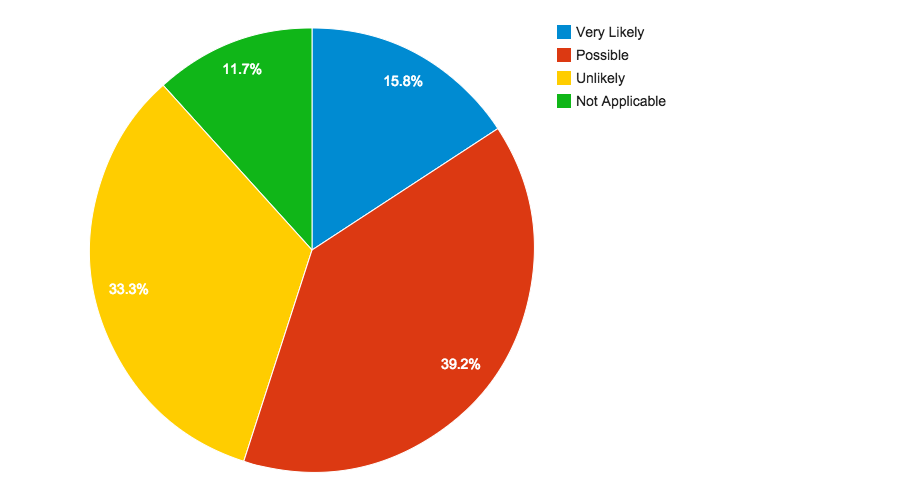 Very Likely
Possible
Unlikely
Not Applicable
11.7%
15.8%
33.3%
39.2%